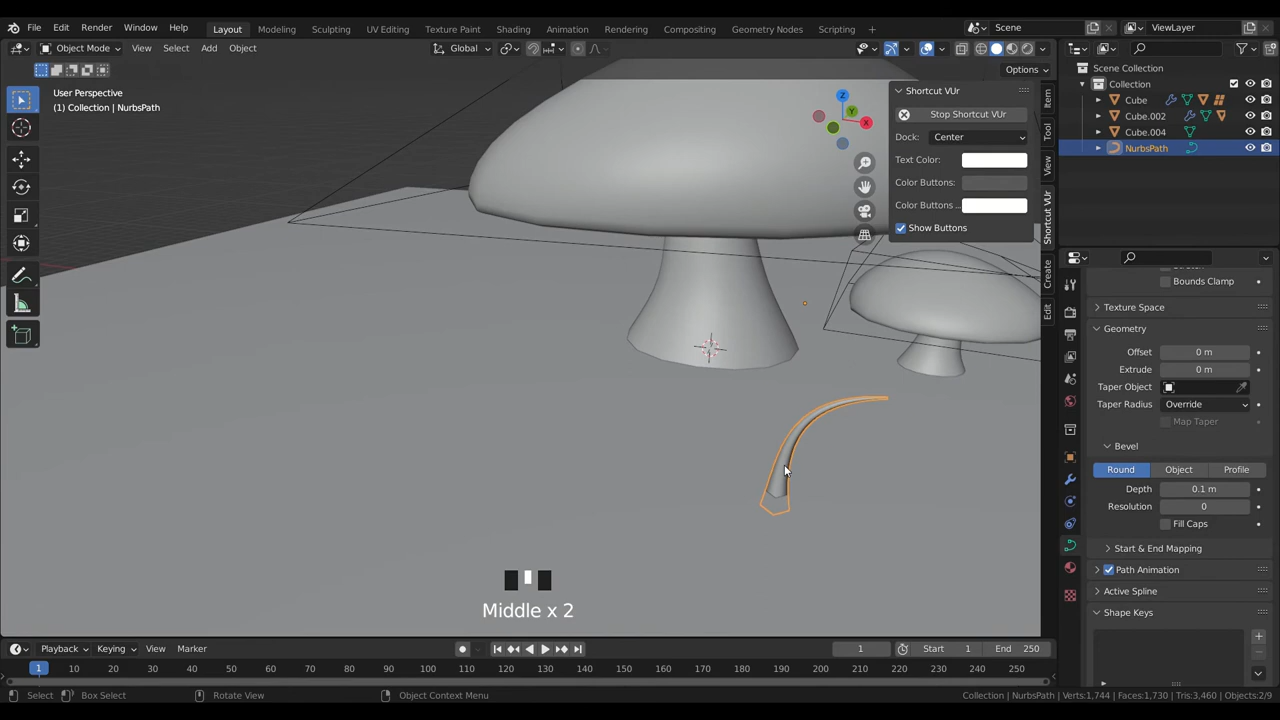 File Edit Render Window Help Layout Modeling Sculpting UV Editing Texture Paint Shading Animation Rendering Compositing Geometry Nodes Scripting + Scene ViewLayer
Object Mode View Select Add Object Global
Options
User Perspective
(1) Collection | NurbsPath
Shortcut VUr
Stop Shortcut VUr
Dock: Center
Text Color:
Color Buttons:
Color Buttons ..
Show Buttons
Z
Y
X
Item
Tool
View
Shortcut VUr
Create
Edit
Scene Collection
Collection
Cube
Cube.002
Cube.004
NurbsPath
Bounds Clamp
Texture Space
Geometry
Offset 0 m
Extrude 0 m
Taper Object
Taper Radius Override
Map Taper
Bevel
Round Object Profile
Depth 0.1 m
Resolution 0
Fill Caps
Start & End Mapping
Path Animation
Active Spline
Shape Keys
Middle x 2
Playback Keying View Marker 1 Start 1 End 250
1 10 20 30 40 50 60 70 80 90 100 110 120 130 140 150 160 170 180 190 200 210 220 230 240 250
Select Box Select Rotate View Object Context Menu Collection | NurbsPath | Verts:1,744 | Faces:1,730 | Tris:3,460 | Objects:2/9